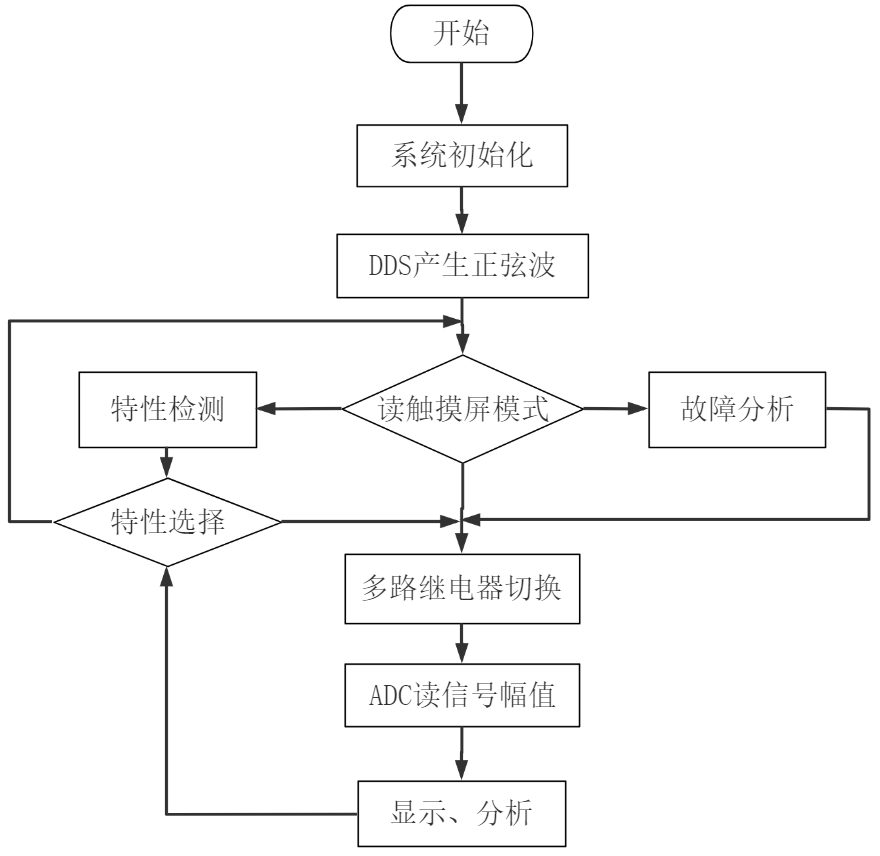 开始
系统初始化
DDS产生正弦波
特性检测
读触摸屏模式
故障分析
特性选择
多路继电器切换
ADC读信号幅值
显示、分析